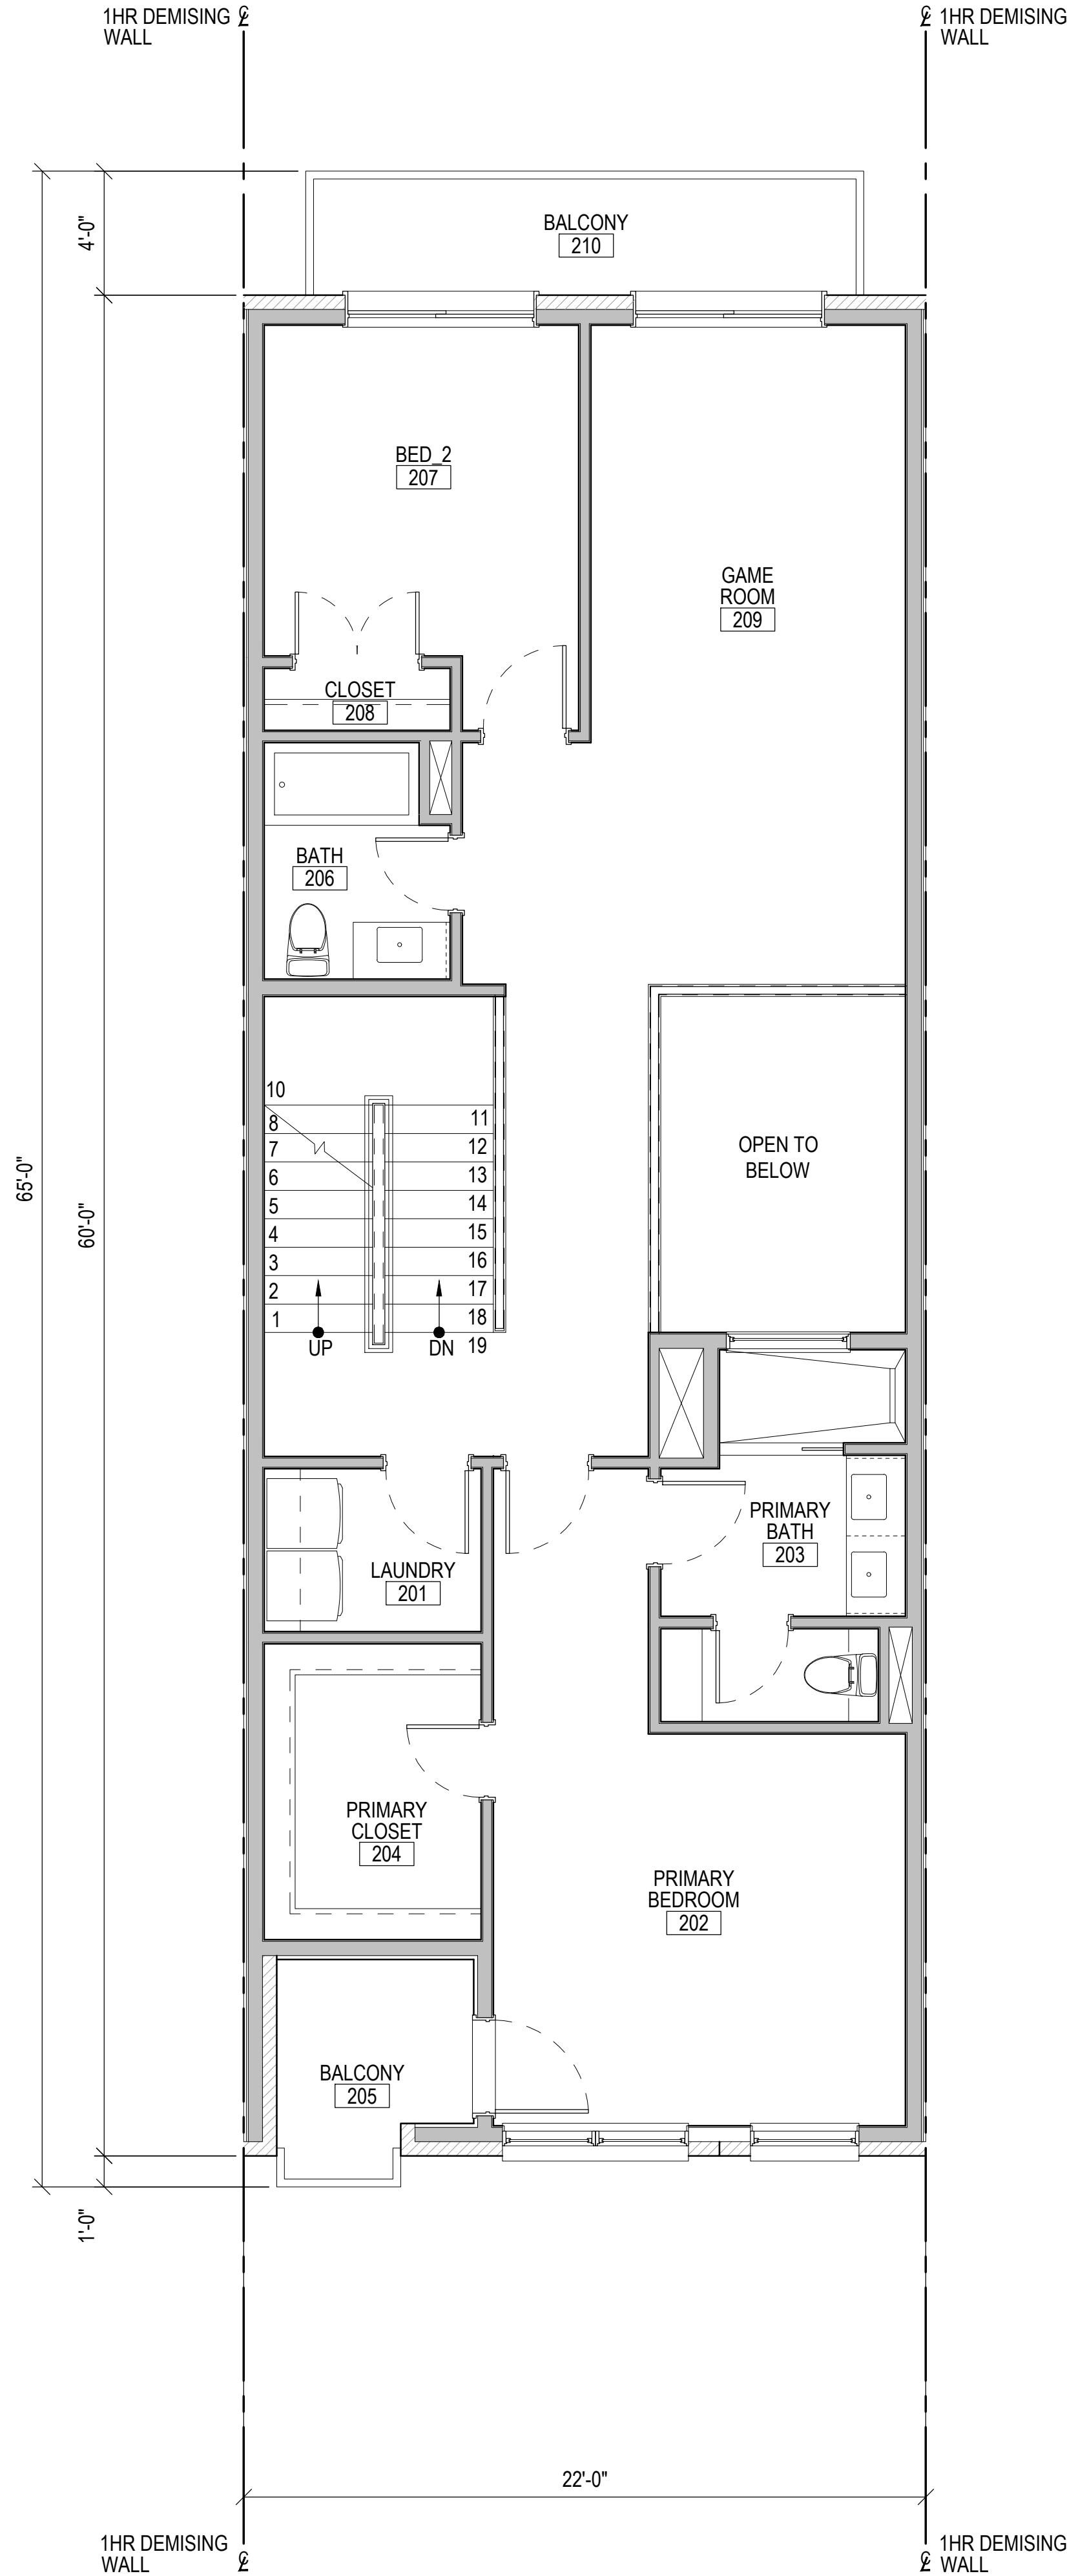 1HR DEMISING ℄
WALL
℄ 1HR DEMISING
WALL
4'-0"
BALCONY
210
BED_2
207
GAME
ROOM
209
CLOSET
208
BATH
206
65'-0"
60'-0"
10
8
7
6
5
4
3
2
1
11
12
13
14
15
16
17
18
19
UP
DN
OPEN TO
BELOW
PRIMARY
BATH
203
LAUNDRY
201
PRIMARY
CLOSET
204
PRIMARY
BEDROOM
202
BALCONY
205
1'-0"
22'-0"
1HR DEMISING
WALL ℄
1HR DEMISING
℄ WALL